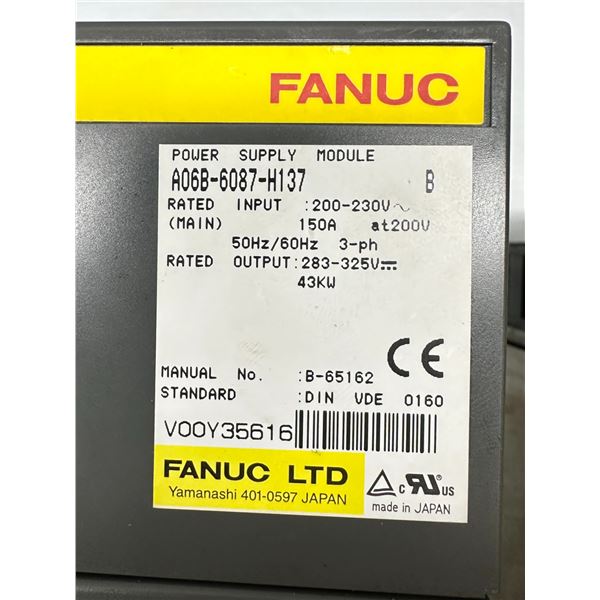 FANUC
POWER SUPPLY MODULE
A06B-6087-H137 B
RATED INPUT :200-230V∿
(MAIN) 150A at200V
50Hz/60Hz 3-ph
RATED OUTPUT:283-325V⎓
43KW
MANUAL No. :B-65162
STANDARD :DIN VDE 0160
CE
V00Y35616
FANUC LTD
Yamanashi 401-0597 JAPAN
c UR US
made in JAPAN